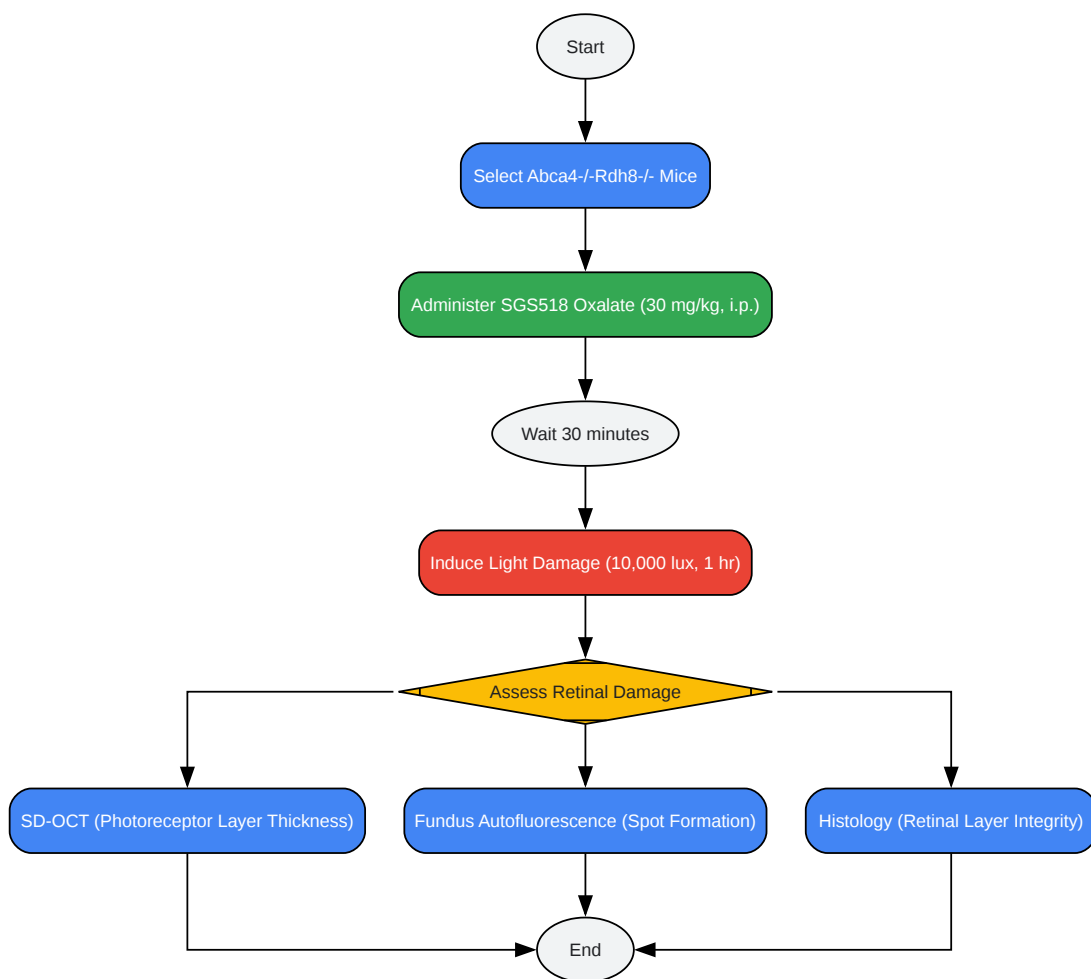 Start
Select Abca4-/-Rdh8-/- Mice
Administer SGS518 Oxalate (30 mg/kg, i.p.)
Wait 30 minutes
Induce Light Damage (10,000 lux, 1 hr)
Assess Retinal Damage
SD-OCT (Photoreceptor Layer Thickness)
Fundus Autofluorescence (Spot Formation)
Histology (Retinal Layer Integrity)
End